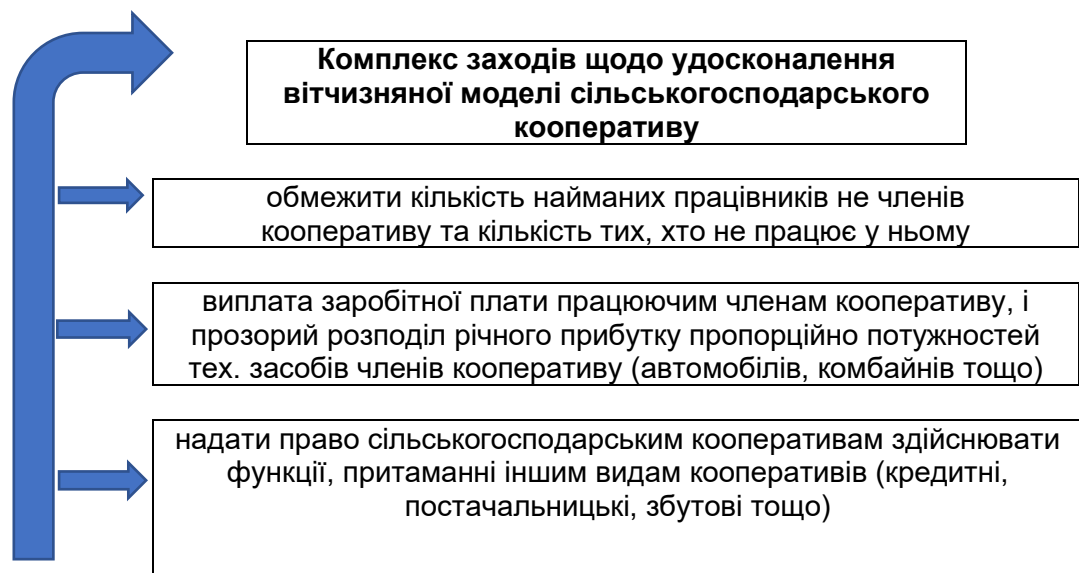 Комплекс заходів щодо удосконалення
вітчизняної моделі сільськогосподарського
кооперативу
обмежити кількість найманих працівників не членів
кооперативу та кількість тих, хто не працює у ньому
виплата заробітної плати працюючим членам кооперативу, і
прозорий розподіл річного прибутку пропорційно потужностей
тех. засобів членів кооперативу (автомобілів, комбайнів тощо)
надати право сільськогосподарським кооперативам здійснювати
функції, притаманні іншим видам кооперативів (кредитні,
постачальницькі, збутові тощо)